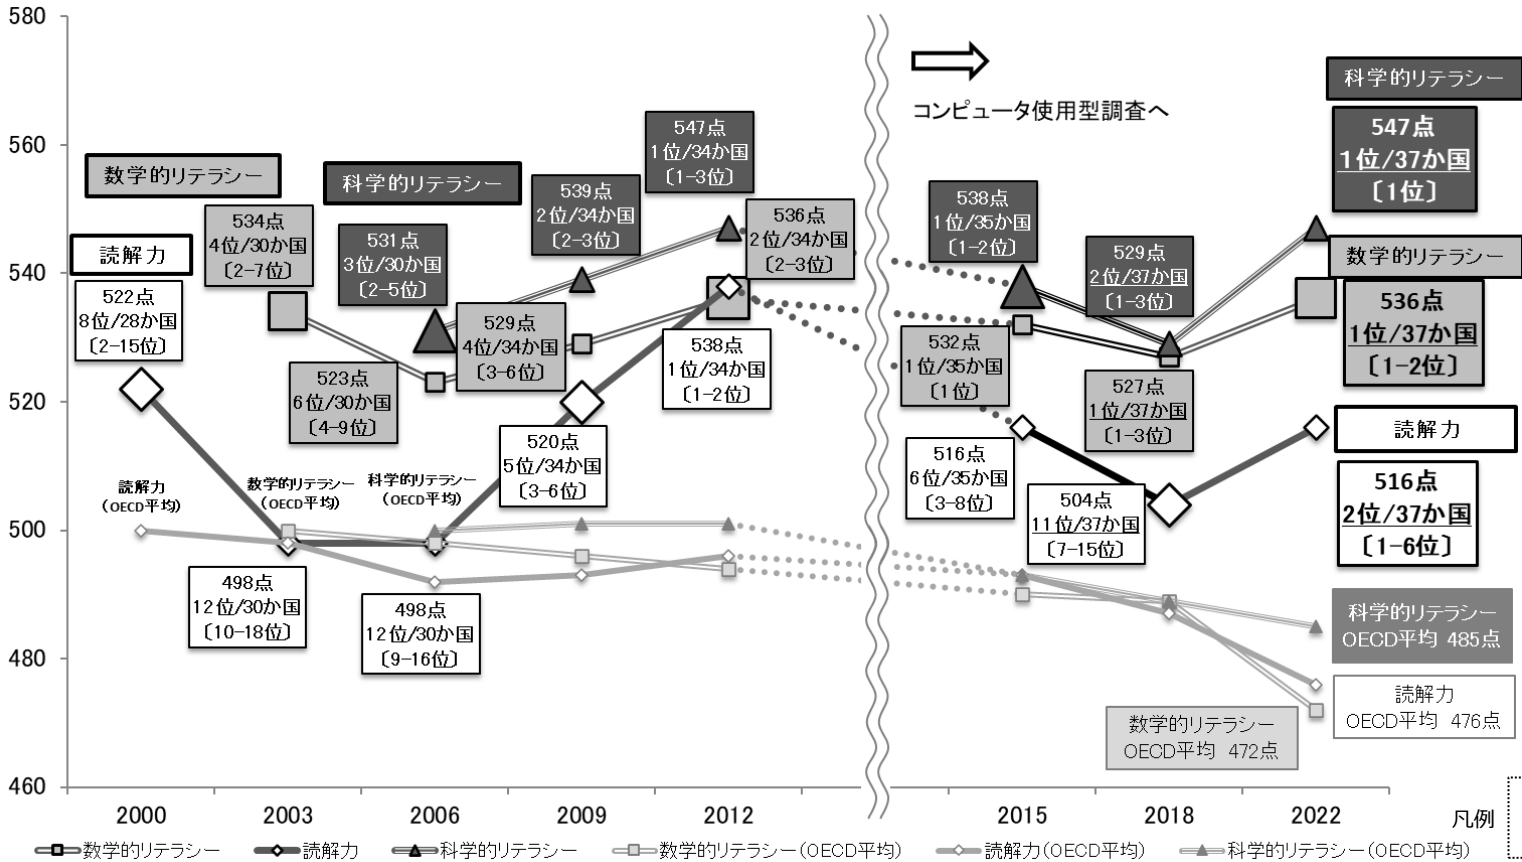 580
560
540
520
500
480
460
数学的リテラシー
534点
4位/30か国
〔2−7位〕
読解力
522点
8位/28か国
〔2−15位〕
科学的リテラシー
531点
3位/30か国
〔2−5位〕
539点
2位/34か国
〔2−3位〕
547点
1位/34か国
〔1−3位〕
536点
2位/34か国
〔2−3位〕
523点
6位/30か国
〔4−9位〕
529点
4位/34か国
〔3−6位〕
538点
1位/34か国
〔1−2位〕
520点
5位/34か国
〔3−6位〕
読解力
(OECD平均)
数学的リテラシー
(OECD平均)
科学的リテラシー
(OECD平均)
498点
12位/30か国
〔10−18位〕
498点
12位/30か国
〔9−16位〕
コンピュータ使用型調査へ
538点
1位/35か国
〔1−2位〕
529点
2位/37か国
〔1−3位〕
532点
1位/35か国
〔1位〕
527点
1位/37か国
〔1−3位〕
516点
6位/35か国
〔3−8位〕
504点
11位/37か国
〔7−15位〕
科学的リテラシー
547点
1位/37か国
〔1位〕
数学的リテラシー
536点
1位/37か国
〔1−2位〕
読解力
516点
2位/37か国
〔1−6位〕
科学的リテラシー
OECD平均 485点
読解力
OECD平均 476点
数学的リテラシー
OECD平均 472点
2000 2003 2006 2009 2012 2015 2018 2022
凡例
数学的リテラシー 読解力 科学的リテラシー 数学的リテラシー(OECD平均) 読解力(OECD平均) 科学的リテラシー(OECD平均)